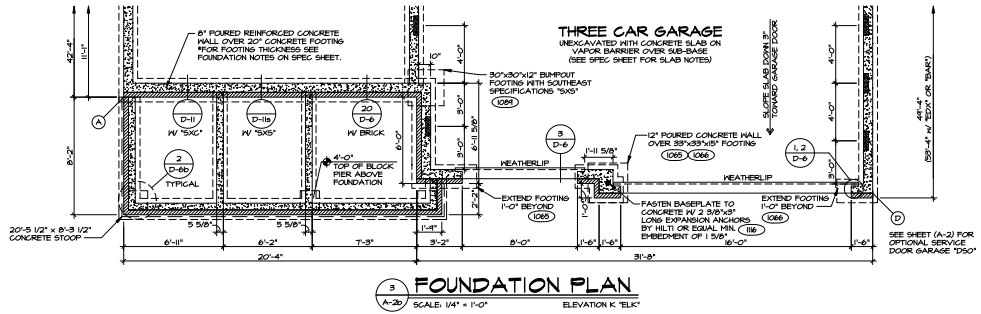 42'-4"
11'-1"
8" POURED REINFORCED CONCRETE
WALL OVER 20" CONCRETE FOOTING
*FOR FOOTING THICKNESS SEE
FOUNDATION NOTES ON SPEC SHEET.
10"
4'-0"
THREE CAR GARAGE
UNEXCAVATED WITH CONCRETE SLAB ON
VAPOR BARRIER OVER SUB-BASE
(SEE SPEC SHEET FOR SLAB NOTES)
SLOPE SLAB DOWN 3"
TOWARD GARAGE DOOR
4'-0"
4'-0"
49'-4"
(53'-4" W/ "EDX" OR "BAR")
30"x30"x12" BUMPOUT
FOOTING WITH SOUTHEAST
SPECIFICATIONS "SXS"
1089
A
D-11
W/ "SXC"
D-11a
W/ "SXS"
20
D-6
W/ BRICK
6'-0"
3'-0"
6'-11 5/8"
3'-0"
3
D-6
12" POURED CONCRETE WALL
OVER 33"x33"x15" FOOTING
1065
1066
1'-11 5/8"
1, 2
D-6
3'-0"
8'-2"
2
D-6b
TYPICAL
4'-0"
TOP OF BLOCK
PIER ABOVE
FOUNDATION
WEATHERLIP
WEATHERLIP
2'-2"
EXTEND FOOTING
1'-0" BEYOND
1065
1'-0"
FASTEN BASEPLATE TO
CONCRETE W/ 2 3/8"x3"
LONG EXPANSION ANCHORS
BY HILTI OR EQUAL MIN.
EMBEDMENT OF 1 5/8"
1116
EXTEND FOOTING
1'-0" BEYOND
1066
D
SEE SHEET (A-2) FOR
OPTIONAL SERVICE
DOOR GARAGE "DSO"
20'-5 1/2" x 8'-3 1/2"
CONCRETE STOOP
5 5/8"
5 5/8"
1'-9"
6'-11"
6'-2"
7'-3"
3'-2"
8'-0"
1'-6"
1'-6"
16'-0"
1'-6"
20'-4"
31'-8"
3
A-2b
FOUNDATION PLAN
SCALE: 1/4" = 1'-0"
ELEVATION K "ELK"